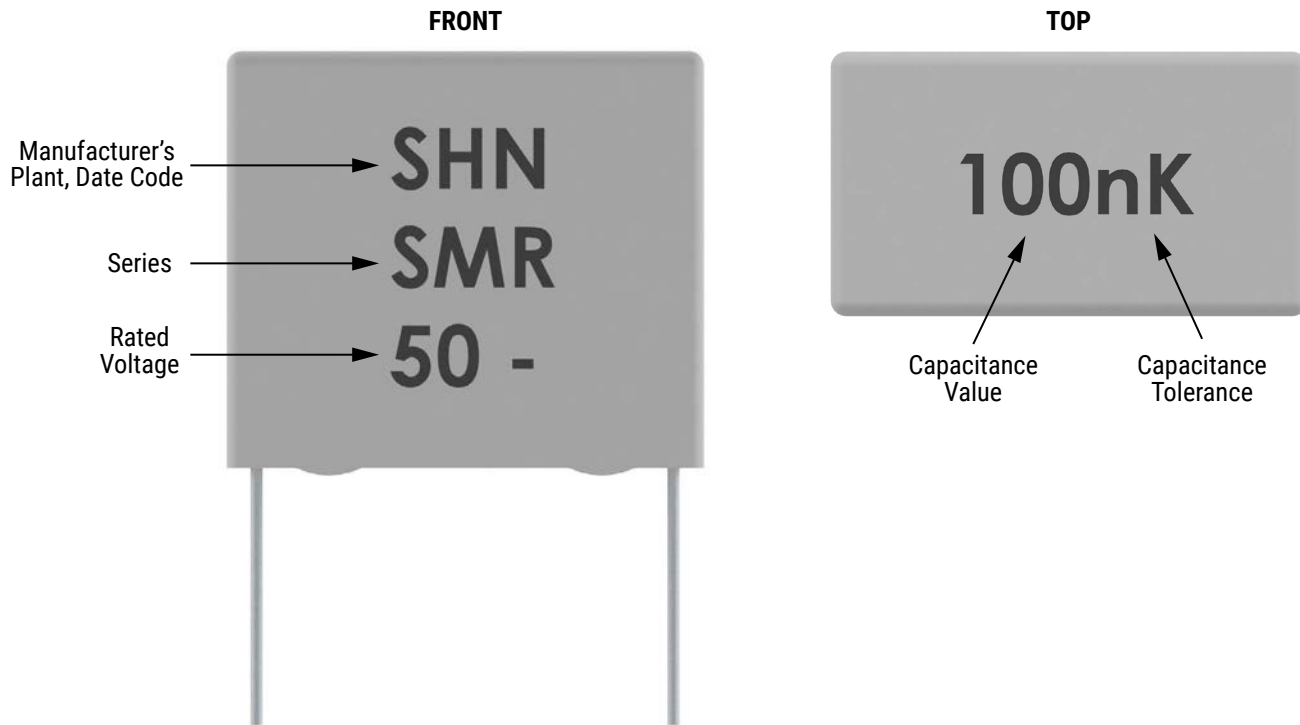 FRONT
Manufacturer's
Plant, Date Code
SHN
Series
SMR
Rated
Voltage
50 -
TOP
100nK
Capacitance
Value
Capacitance
Tolerance